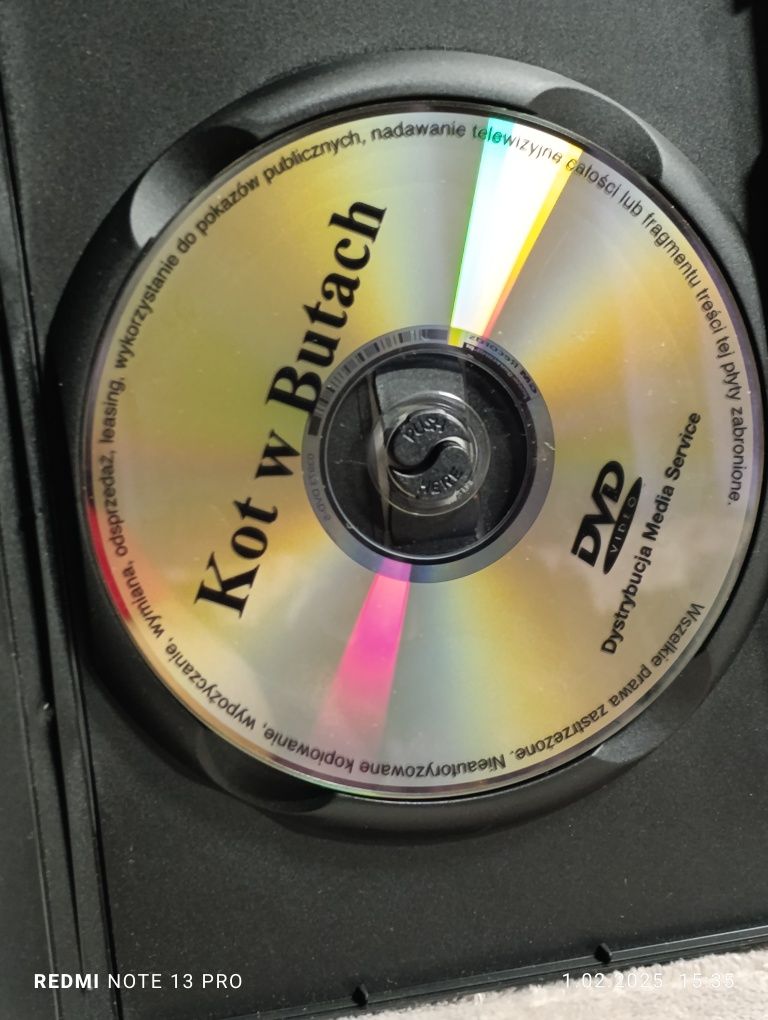 Kot w Butach
DVD
VIDEO
Dystrybucja Media Service
Wszelkie prawa zastrzeżone. Nieautoryzowane kopiowanie, wypożyczanie, wymiana, odsprzedaż, leasing, wykorzystanie do pokazów publicznych, nadawanie telewizyjne całości lub fragmentu treści tej płyty zabronione.
PUSH
HERE
REDMI NOTE 13 PRO
1.02.2025 15:35